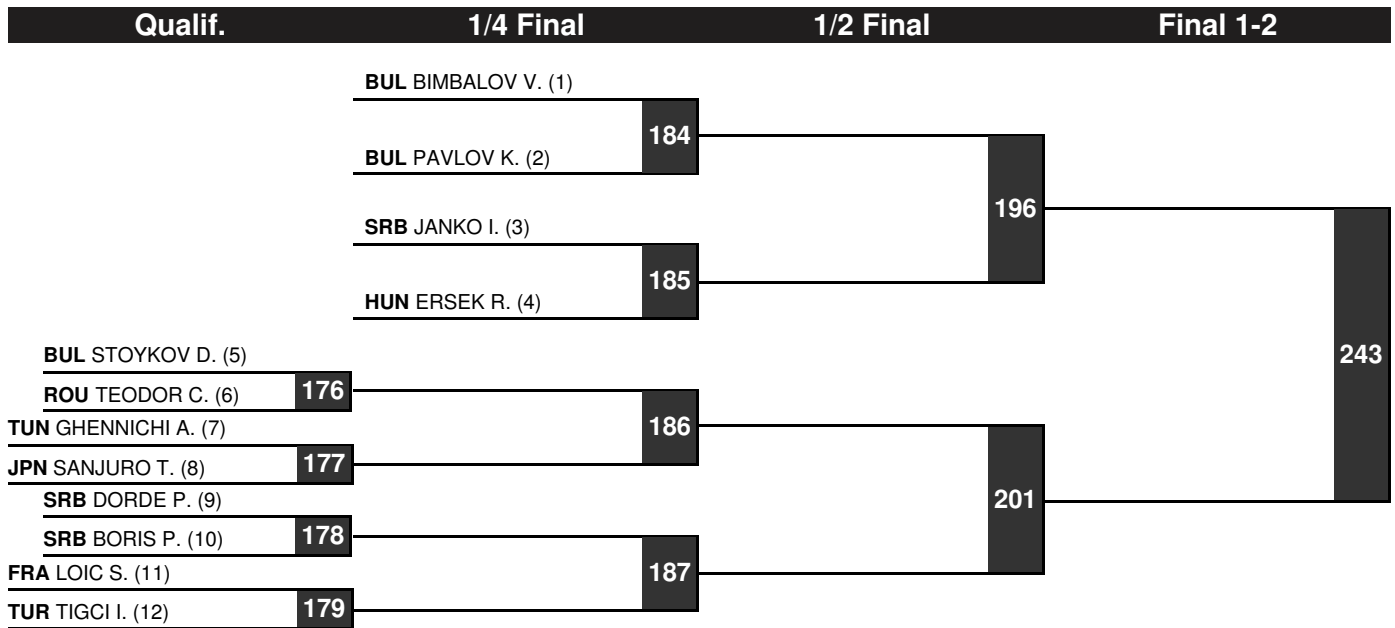 Qualif. 1/4 Final 1/2 Final Final 1-2
BUL BIMBALOV V. (1)
184
BUL PAVLOV K. (2)
196
SRB JANKO I. (3)
185
HUN ERSEK R. (4)
243
BUL STOYKOV D. (5)
176
ROU TEODOR C. (6)
186
TUN GHENNICHI A. (7)
177
JPN SANJURO T. (8)
201
SRB DORDE P. (9)
178
SRB BORIS P. (10)
187
FRA LOIC S. (11)
179
TUR TIGCI I. (12)